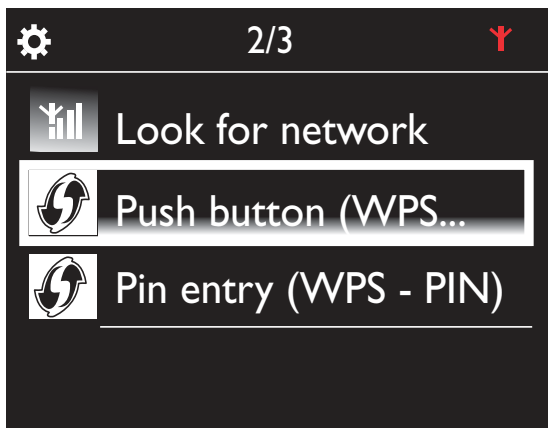 2/3
Look for network
Push button (WPS...
Pin entry (WPS - PIN)